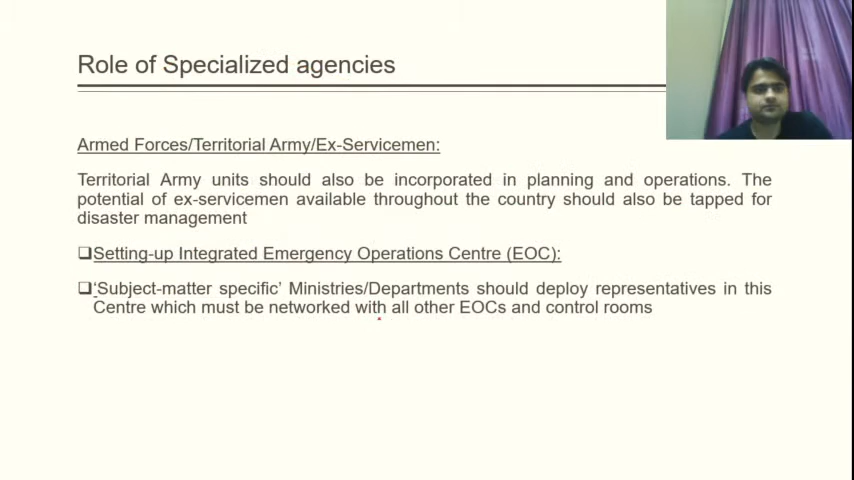 Role of Specialized agencies
Armed Forces/Territorial Army/Ex-Servicemen:
Territorial Army units should also be incorporated in planning and operations. The
potential of ex-servicemen available throughout the country should also be tapped for
disaster management
❑Setting-up Integrated Emergency Operations Centre (EOC):
❑‘Subject-matter specific’ Ministries/Departments should deploy representatives in this
Centre which must be networked with all other EOCs and control rooms